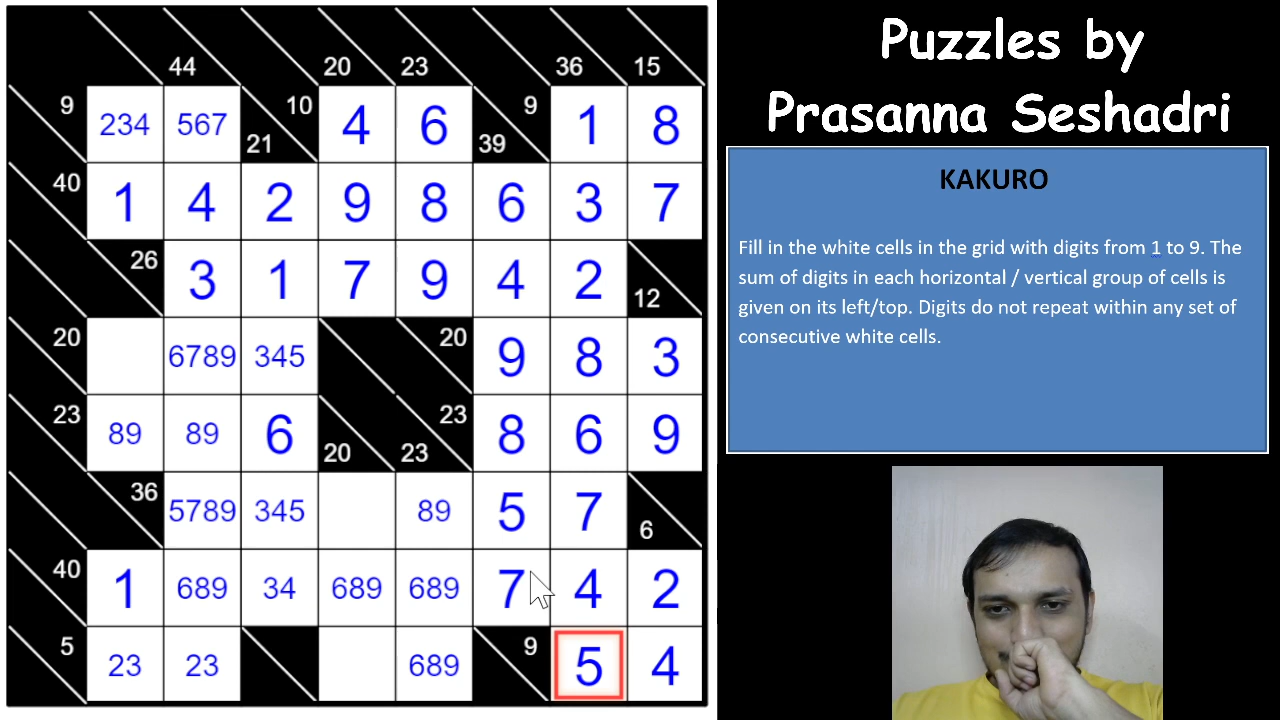 Puzzles by
Prasanna Seshadri
KAKURO
Fill in the white cells in the grid with digits from 1 to 9. The
sum of digits in each horizontal / vertical group of cells is
given on its left/top. Digits do not repeat within any set of
consecutive white cells.
44 20 23 36 15
9 234 567 21 10 4 6 39 9 1 8
40 1 4 2 9 8 6 3 7
26 3 1 7 9 4 2 12
20 6789 345 20 9 8 3
23 89 89 6 20 23 23 8 6 9
36 5789 345 89 5 7 6
40 1 689 34 689 689 7 4 2
5 23 23 689 9 5 4